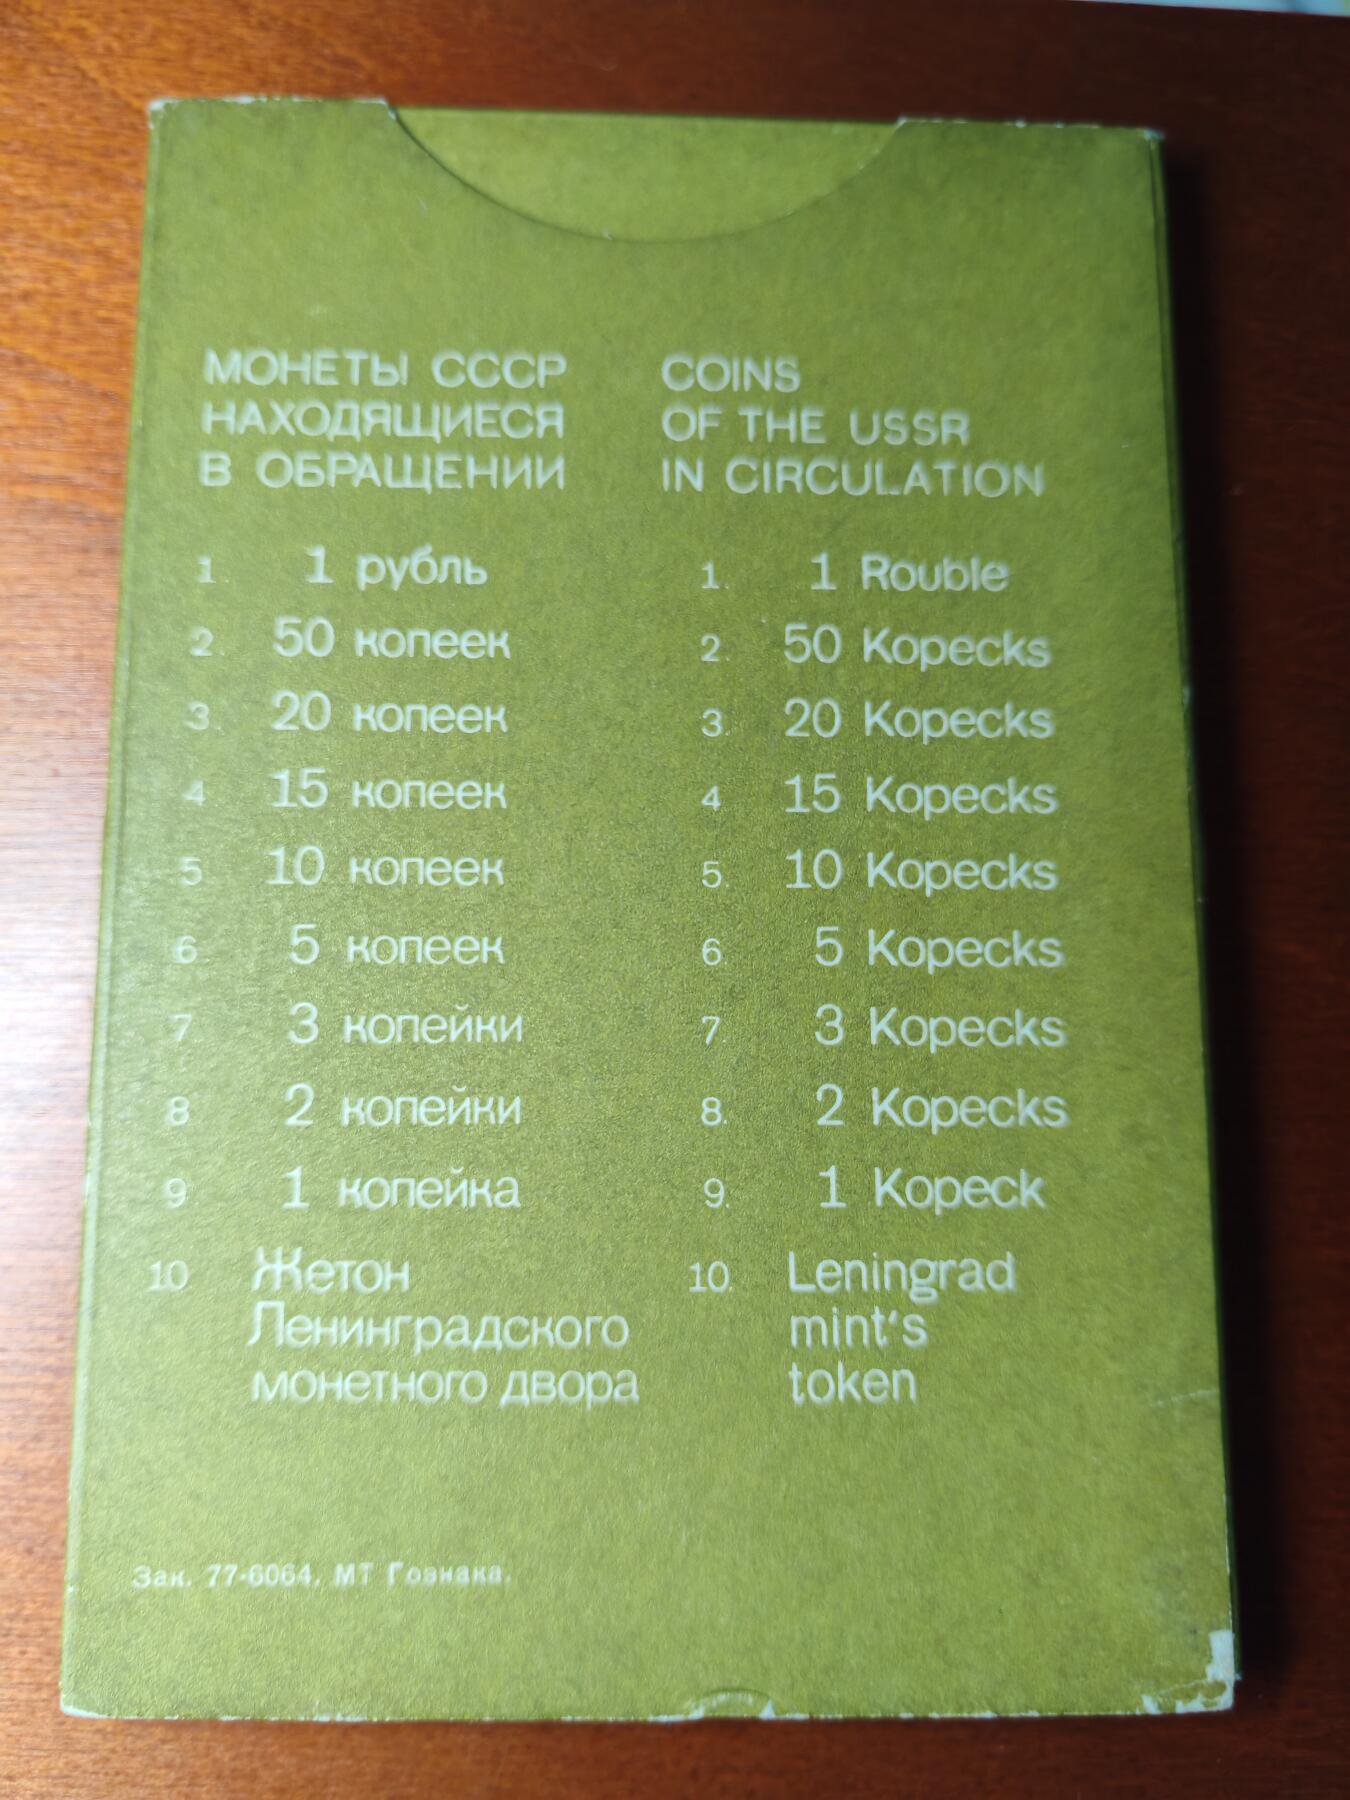 МОНЕТЫ СССР
НАХОДЯЩИЕСЯ
В ОБРАЩЕНИИ
1. 1 рубль
2. 50 копеек
3. 20 копеек
4 15 копеек
5 10 копеек
6 5 копеек
7 3 копейки
8 2 копейки
9 1 копейка
10 Жетон
Ленинградского
монетного двора
COINS
OF THE USSR
IN CIRCULATION
1. 1 Rouble
2. 50 Kopecks
3. 20 Kopecks
4 15 Kopecks
5. 10 Kopecks
6. 5 Kopecks
7. 3 Kopecks
8. 2 Kopecks
9. 1 Kopeck
10. Leningrad
mint's
token
Зак. 77-6064. МТ Гознака.